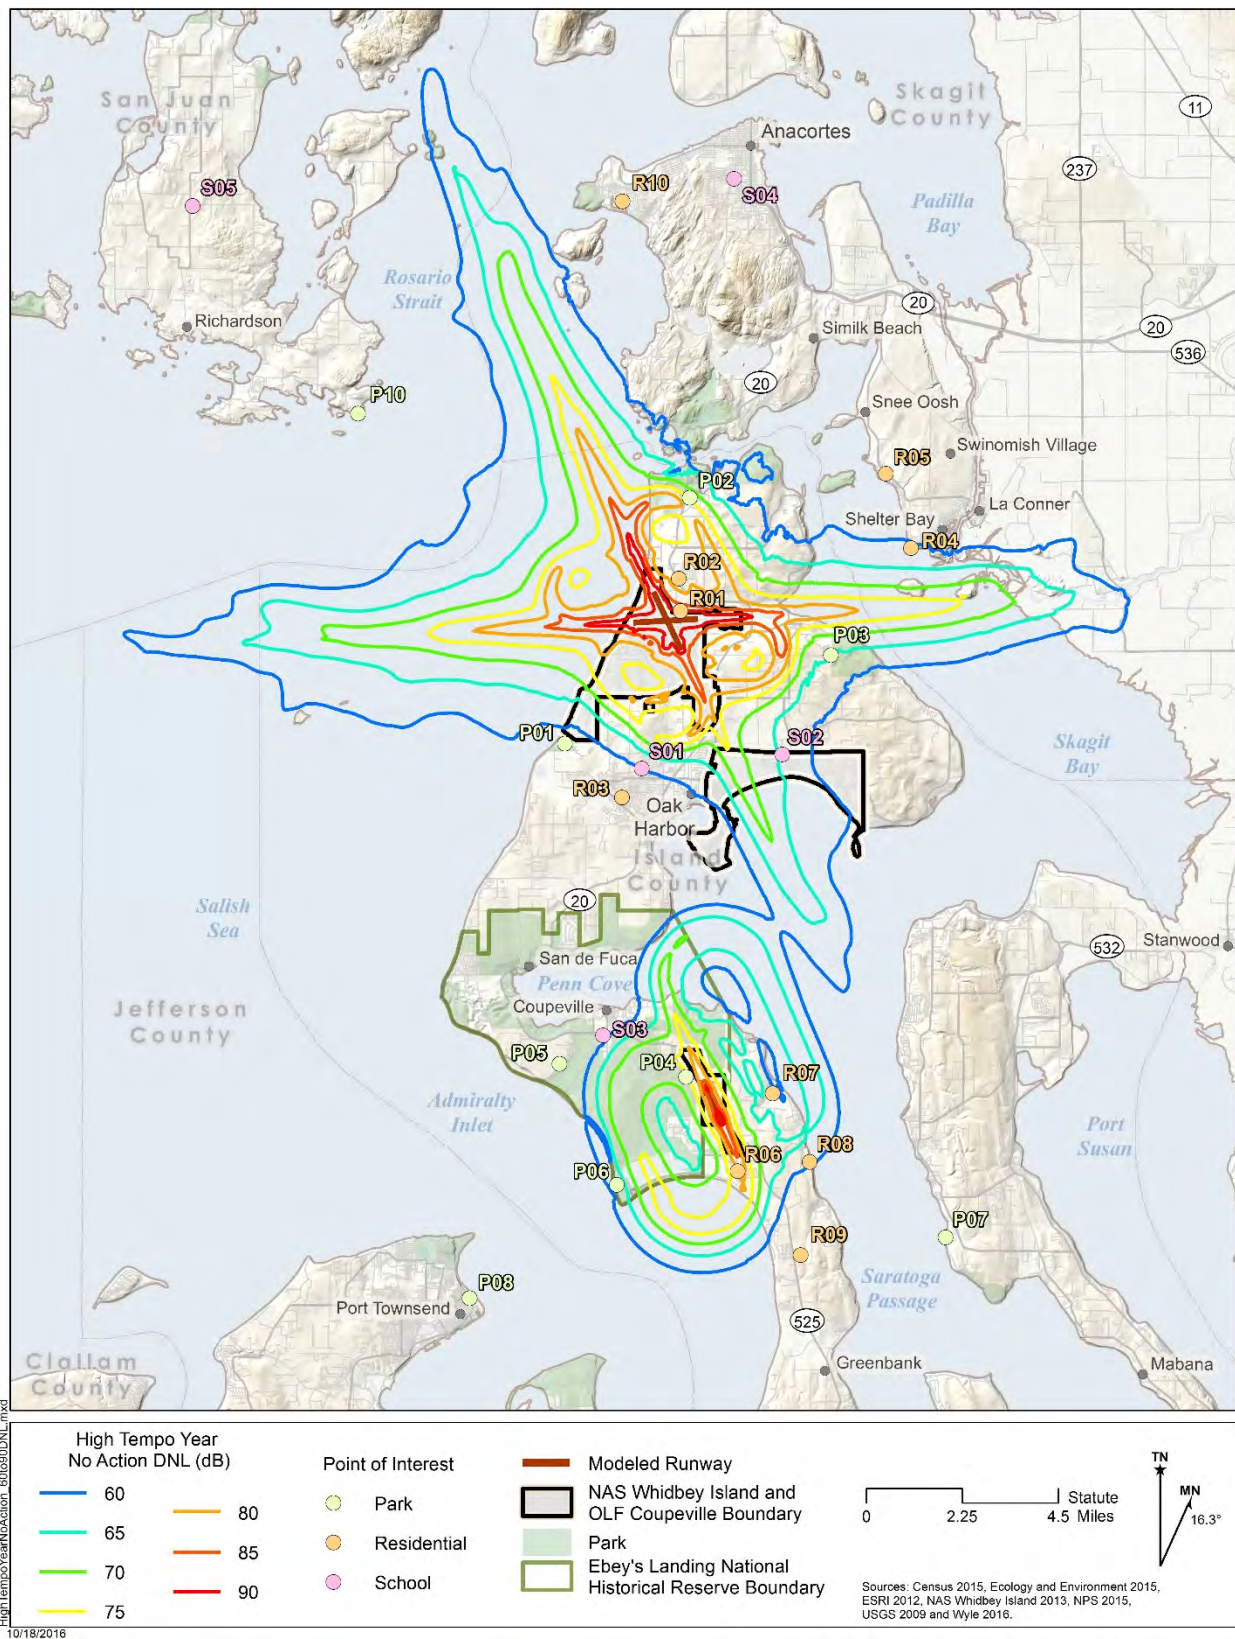 San Juan
County
Skagit
County
11
Anacortes
237
S05
R10
S04
Padilla
Bay
Rosario
Strait
20
Richardson
Similk Beach
20
536
20
P10
Snee Oosh
Swinomish Village
R05
P02
La Conner
Shelter Bay
R04
R02
R01
P03
P01
S01
S02
Skagit
Bay
R03
Oak
Harbor
Island
County
20
Salish
Sea
532
Stanwood
San de Fuca
Penn Cove
Jefferson
County
Coupeville
S03
P05
P04
R07
Admiralty
Inlet
Port
Susan
R08
R06
P06
P07
R09
Saratoga
Passage
P08
Port Townsend
525
Clallam
County
Greenbank
Mabana
High Tempo Year
No Action DNL (dB)
60
65
70
75
80
85
90
Point of Interest
Park
Residential
School
Modeled Runway
NAS Whidbey Island and
OLF Coupeville Boundary
Park
Ebey's Landing National
Historical Reserve Boundary
0 2.25 4.5
Statute
Miles
TN
MN
16.3°
Sources: Census 2015, Ecology and Environment 2015,
ESRI 2012, NAS Whidbey Island 2013, NPS 2015,
USGS 2009 and Wyle 2016.
HighTempoYearNoAction_60to90DNL.mxd
10/18/2016